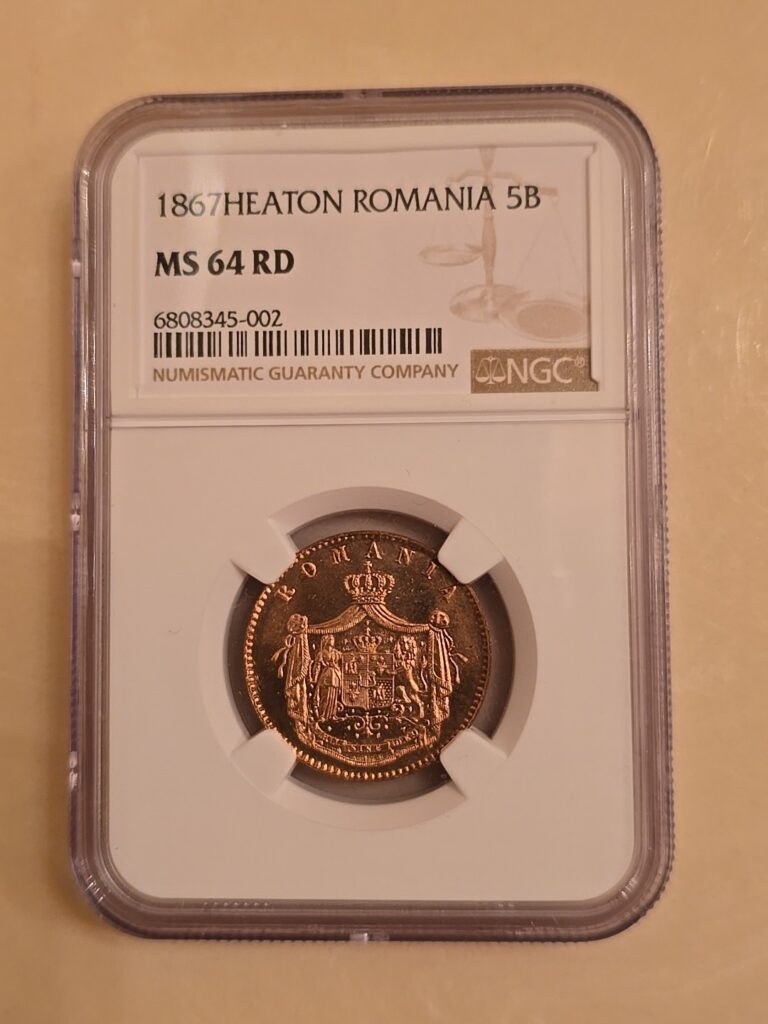 1867HEATON ROMANIA 5B
MS 64 RD
6808345-002
NUMISMATIC GUARANTY COMPANY
NGC®
ROMANIA